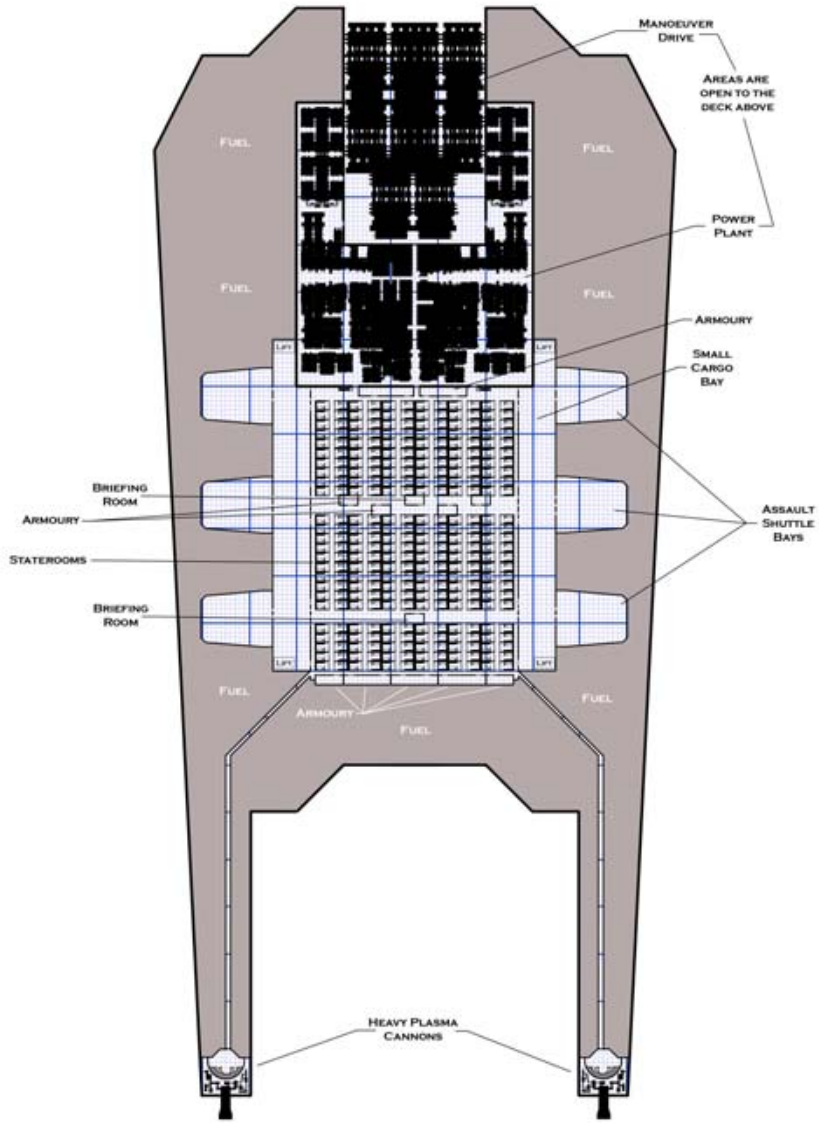 MANOEUVER
DRIVE
AREAS ARE
OPEN TO THE
DECK ABOVE
FUEL
FUEL
POWER
PLANT
FUEL
FUEL
ARMOURY
LIFT
LIFT
SMALL
CARGO
BAY
BRIEFING
ROOM
ARMOURY
ASSAULT
SHUTTLE
BAYS
STATEROOMS
BRIEFING
ROOM
LIFT
LIFT
FUEL
FUEL
ARMOURY
FUEL
HEAVY PLASMA
CANNONS